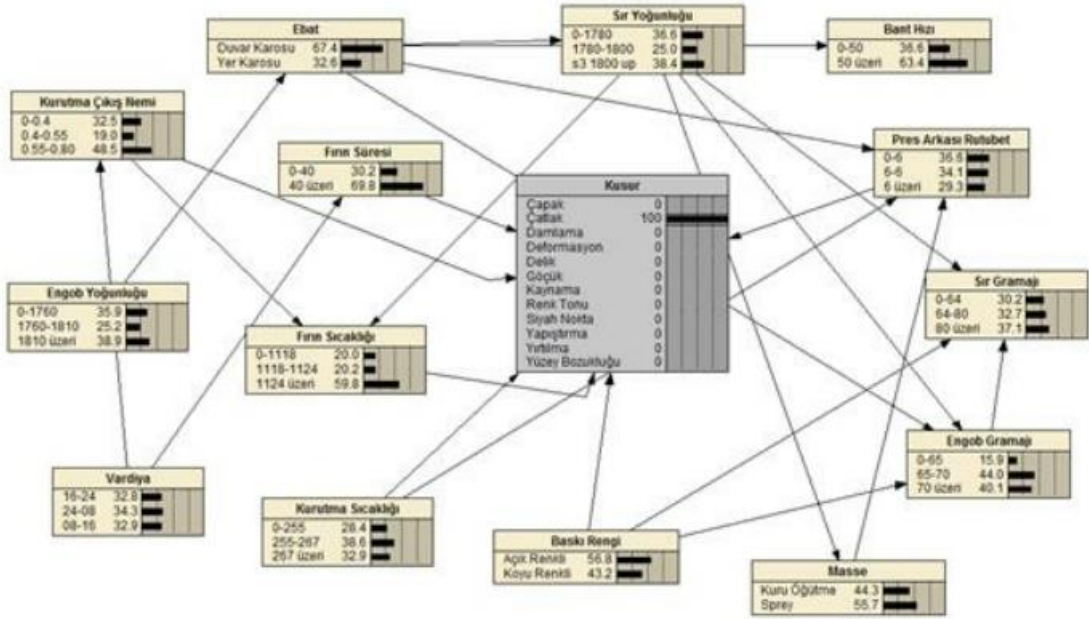 Ebat
Duvar Karosu 67.4
Yer Karosu 32.6
Sır Yoğunluğu
0-1780 36.6
1780-1800 25.0
s3 1800 up 38.4
Bant Hızı
0-50 36.6
50 üzeri 63.4
Kurutma Çıkış Nemi
0-0.4 32.5
0.4-0.55 19.0
0.55-0.80 48.5
Fırın Süresi
0-40 30.2
40 üzeri 69.8
Pres Arkası Rutubet
0-6 36.6
6-6 34.1
6 üzeri 29.3
Kusur
Çapak 0
Çatlak 100
Damlama 0
Deformasyon 0
Delik 0
Göçük 0
Kaynama 0
Renk Tonu 0
Siyah Nokta 0
Yapıştırma 0
Yırtılma 0
Yüzey Bozukluğu 0
Engob Yoğunluğu
0-1760 35.9
1760-1810 25.2
1810 üzeri 38.9
Sır Gramajı
0-64 30.2
64-80 32.7
80 üzeri 37.1
Fırın Sıcaklığı
0-1118 20.0
1118-1124 20.2
1124 üzeri 59.8
Engob Gramajı
0-65 15.9
65-70 44.0
70 üzeri 40.1
Vardiya
16-24 32.8
24-08 34.3
08-16 32.9
Kurutma Sıcaklığı
0-255 28.4
255-267 38.6
267 üzeri 32.9
Baskı Rengi
Açık Renkli 56.8
Koyu Renkli 43.2
Masse
Kuru Öğütme 44.3
Sprey 55.7